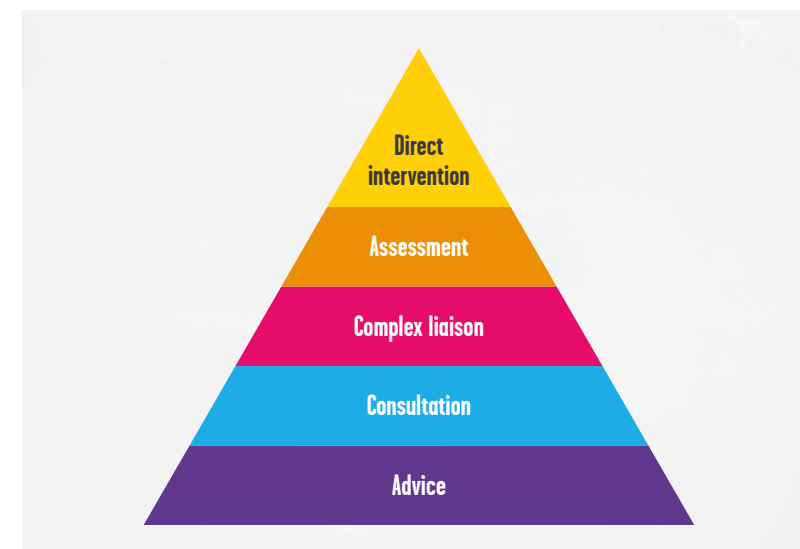 Direct
intervention
Assessment
Complex liaison
Consultation
Advice